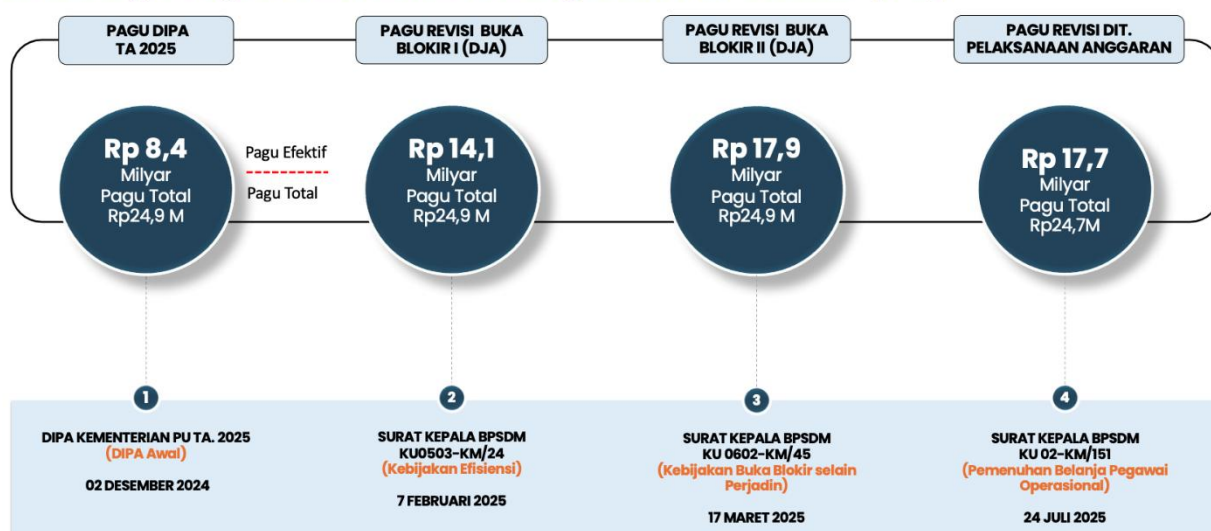 PAGU DIPA
TA 2025
PAGU REVISI BUKA
BLOKIR I (DJA)
PAGU REVISI BUKA
BLOKIR II (DJA)
PAGU REVISI DIT.
PELAKSANAAN ANGGARAN
Rp 8,4
Milyar
Pagu Total
Rp24,9 M
Pagu Efektif
Pagu Total
Rp 14,1
Milyar
Pagu Total
Rp24,9 M
Rp 17,9
Milyar
Pagu Total
Rp24,9 M
Rp 17,7
Milyar
Pagu Total
Rp24,7M
1
DIPA KEMENTERIAN PU TA. 2025
(DIPA Awal)
02 DESEMBER 2024
2
SURAT KEPALA BPSDM
KU0503-KM/24
(Kebijakan Efisiensi)
7 FEBRUARI 2025
3
SURAT KEPALA BPSDM
KU 0602-KM/45
(Kebijakan Buka Blokir selain
Perjadin)
17 MARET 2025
4
SURAT KEPALA BPSDM
KU 02-KM/151
(Pemenuhan Belanja Pegawai
Operasional)
24 JULI 2025